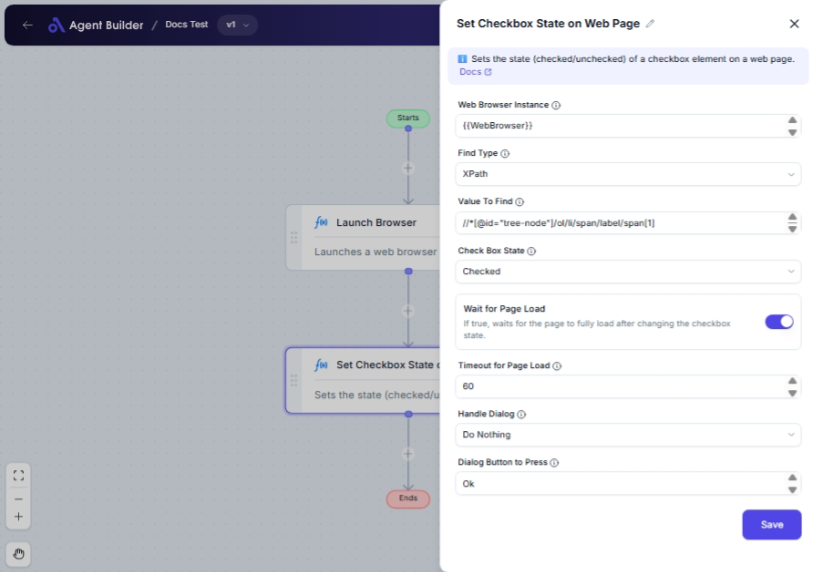 Agent Builder / Docs Test v1
Starts
f(x) Launch Browser
Launches a web browser
f(x) Set Checkbox State o
Sets the state (checked/u
Ends
Set Checkbox State on Web Page
Sets the state (checked/unchecked) of a checkbox element on a web page.
Docs
Web Browser Instance
{{WebBrowser}}
Find Type
XPath
Value To Find
//*[@id="tree-node"]/ol/li/span/label/span[1]
Check Box State
Checked
Wait for Page Load
If true, waits for the page to fully load after changing the checkbox
state.
Timeout for Page Load
60
Handle Dialog
Do Nothing
Dialog Button to Press
Ok
Save